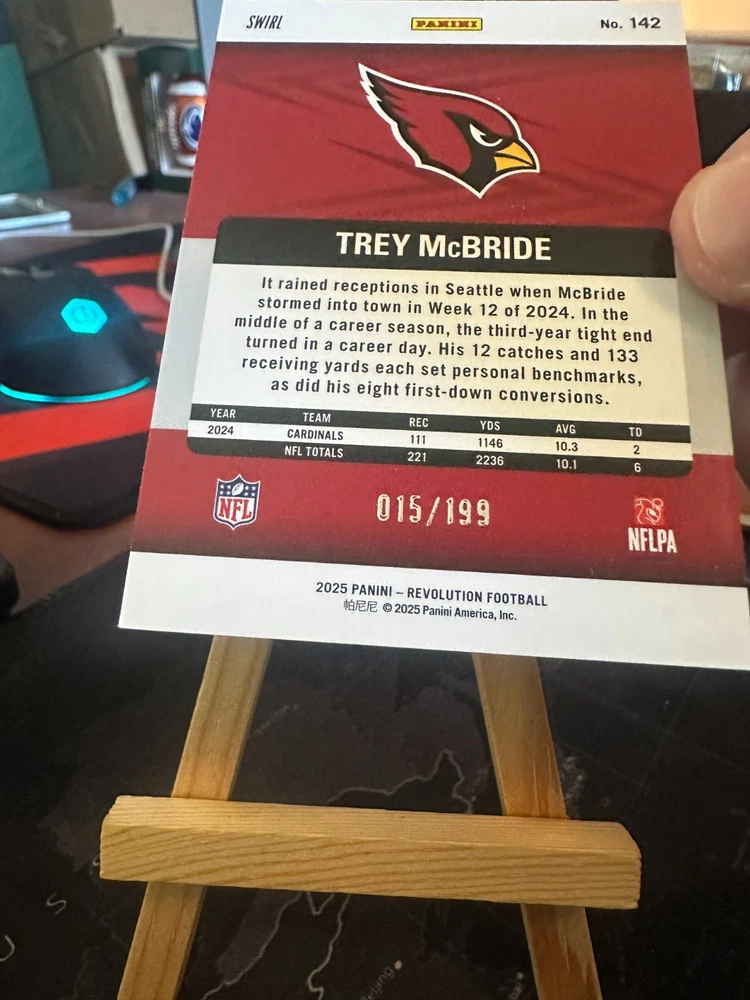 SWIRL
PANINI
No. 142
TREY McBRIDE
It rained receptions in Seattle when McBride
stormed into town in Week 12 of 2024. In the
middle of a career season, the third-year tight end
turned in a career day. His 12 catches and 133
receiving yards each set personal benchmarks,
as did his eight first-down conversions.
YEAR TEAM REC YDS AVG TD
2024 CARDINALS 111 1146 10.3 2
NFL TOTALS 221 2236 10.1 6
NFL
015/199
NFLPA
2025 PANINI – REVOLUTION FOOTBALL
帕尼尼 © 2025 Panini America, Inc.
U S